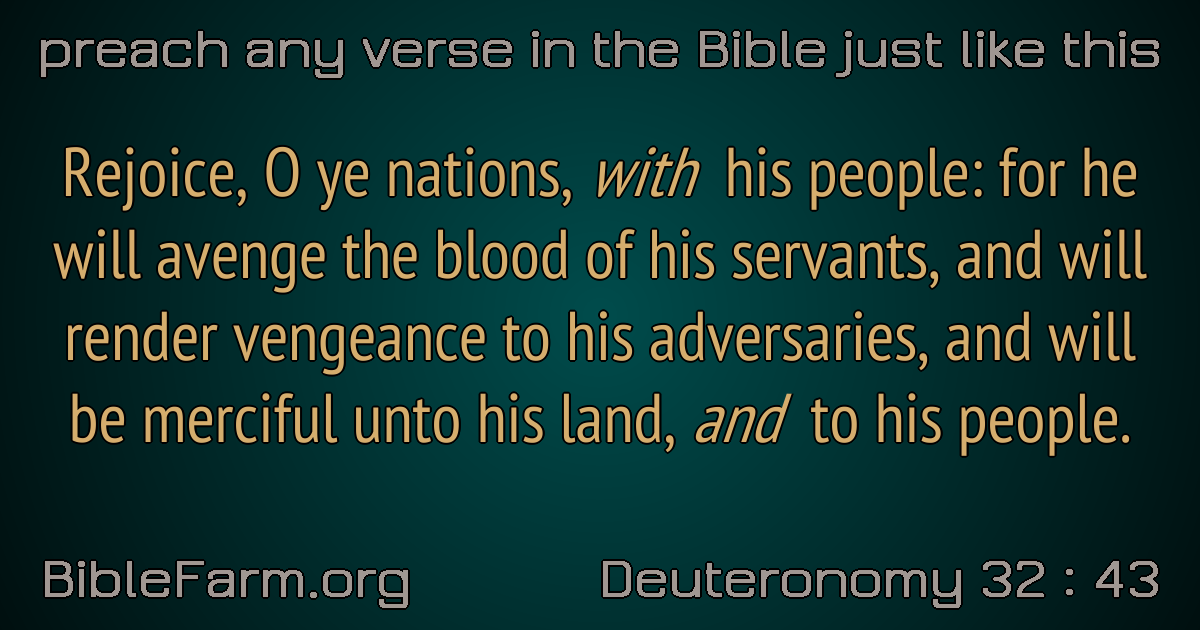 preach any verse in the Bible just like this
Rejoice, O ye nations, with his people: for he
will avenge the blood of his servants, and will
render vengeance to his adversaries, and will
be merciful unto his land, and to his people.
BibleFarm.org
Deuteronomy 32 : 43